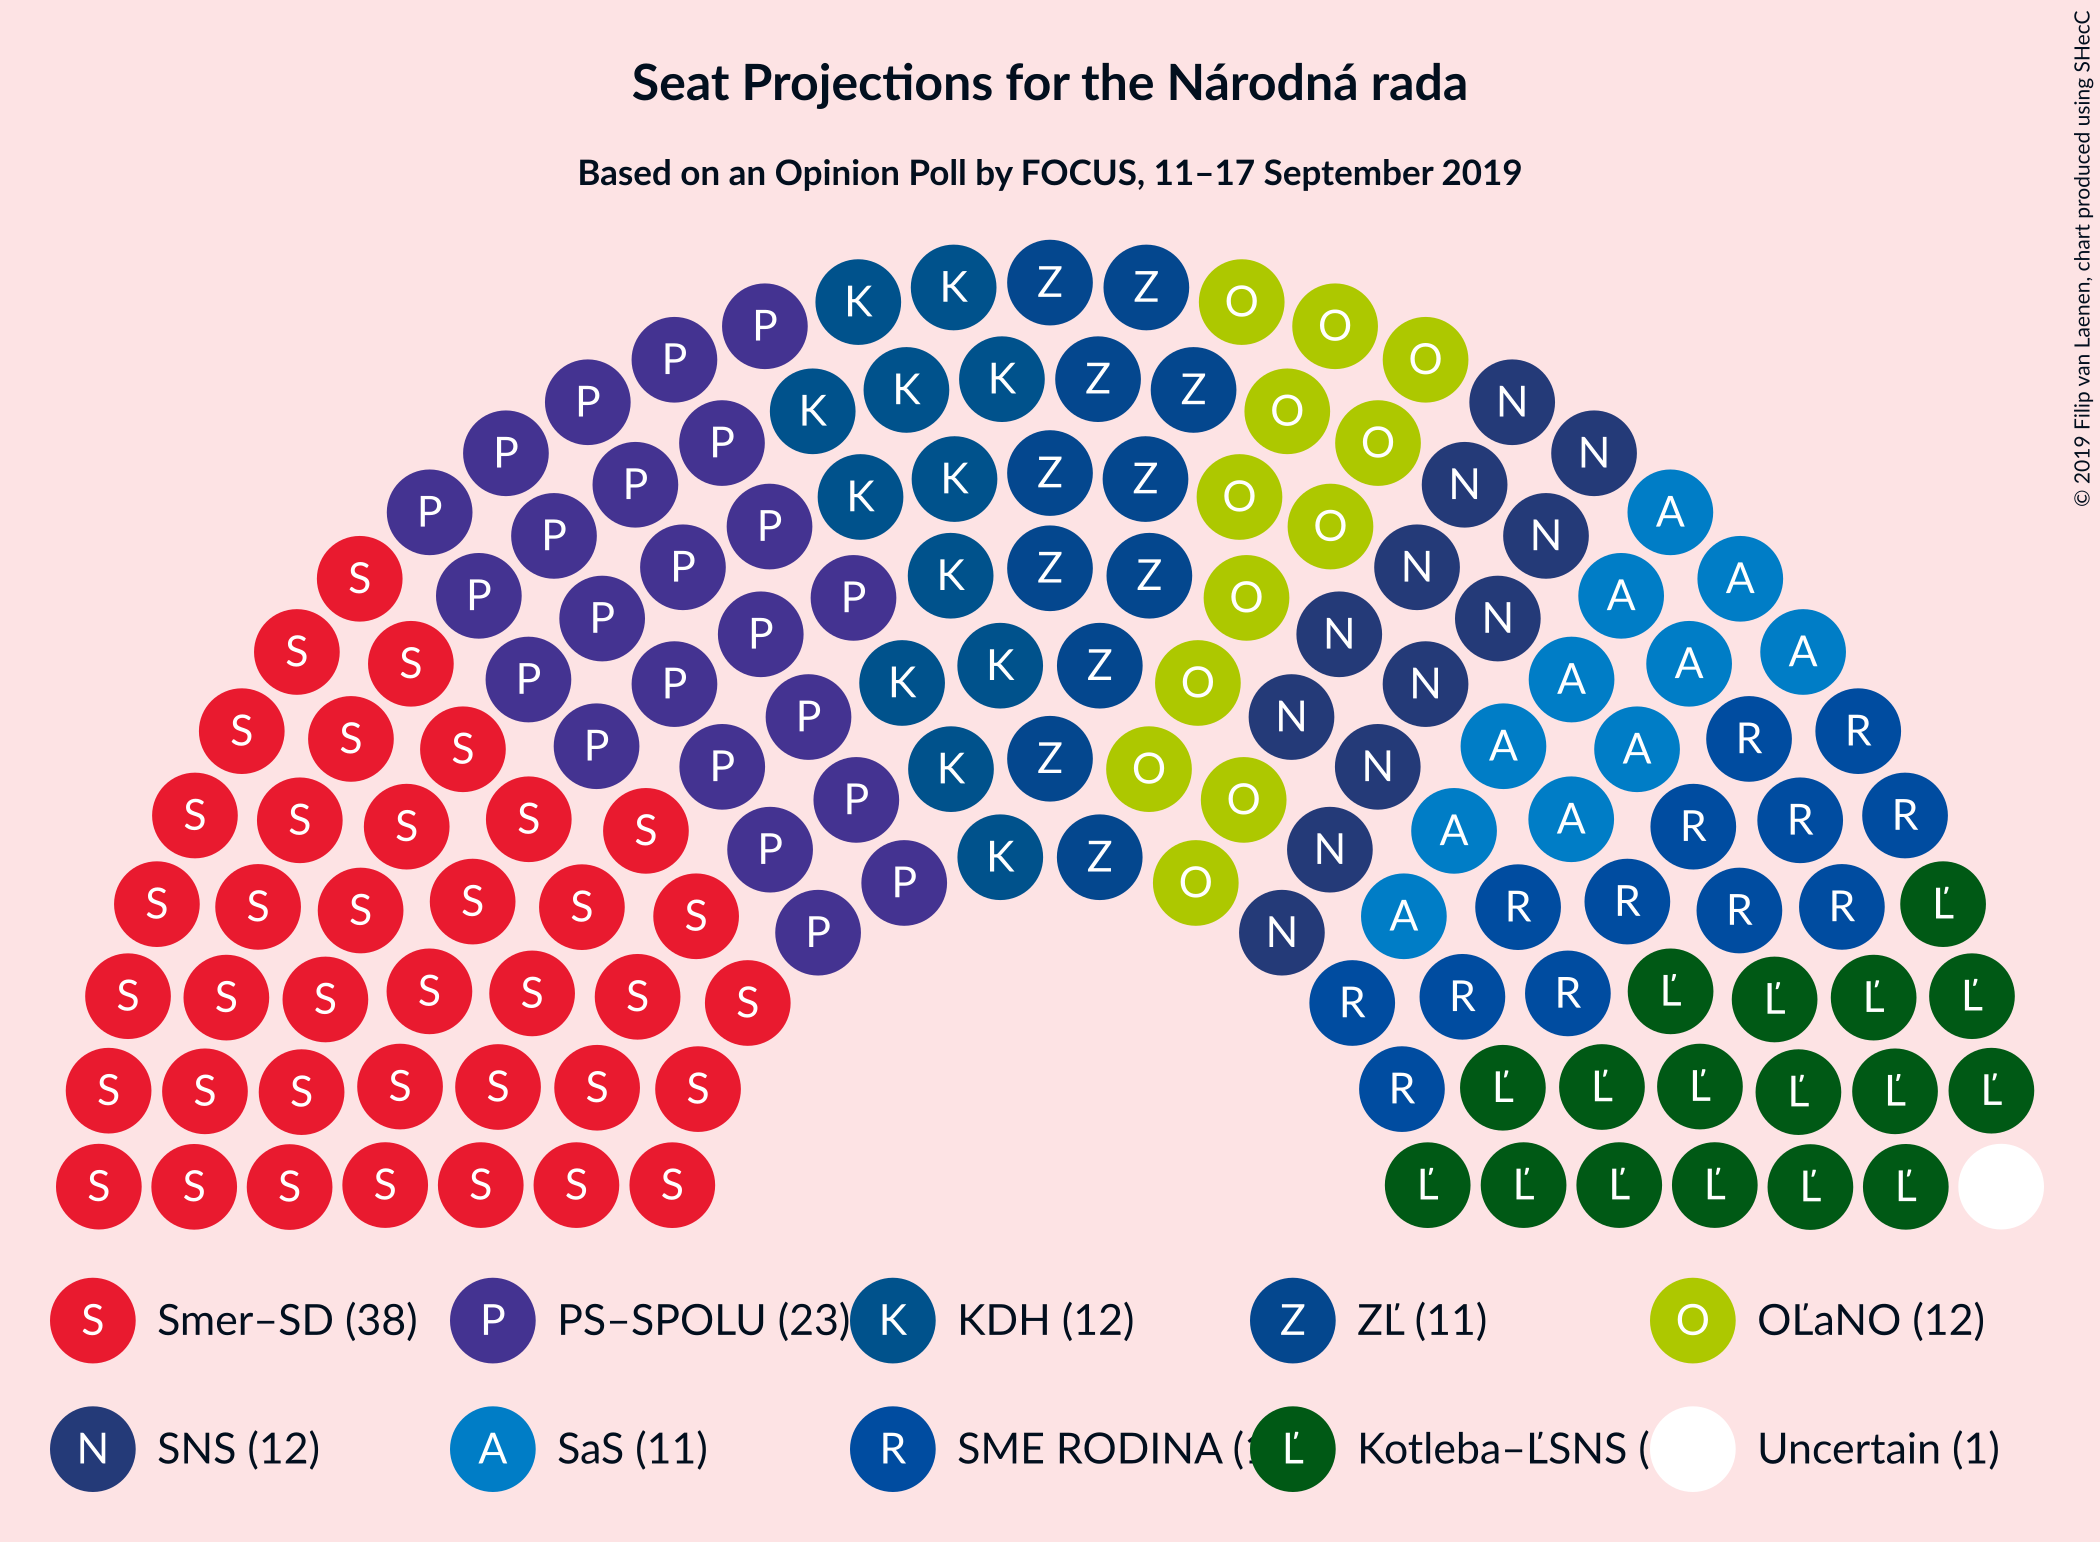 Seat Projections for the Národná rada
Based on an Opinion Poll by FOCUS, 11–17 September 2019
© 2019 Filip van Laenen, chart produced using SHecC
K K Z Z O
P O
P O
P K K K Z Z O N
P P O N
P P K K Z Z O N A
S P P O N
P P K Z Z O N A A
S S P P N N A
P P K K Z O N A A
S S S P P N A A R R
P P K Z O N A
S S S S S P P O N A A R R R
P K Z A
S S S S S S P P O N A R R R R Ľ
S S S S S S S R R R Ľ Ľ Ľ Ľ
S S S S S S S R Ľ Ľ Ľ Ľ Ľ Ľ
S S S S S S S Ľ Ľ Ľ Ľ Ľ Ľ
S Smer–SD (38) P PS–SPOLU (23) K KDH (12) Z ZĽ (11) O OĽaNO (12)
N SNS (12) A SaS (11) R SME RODINA ( Ľ Kotleba–ĽSNS ( Uncertain (1)